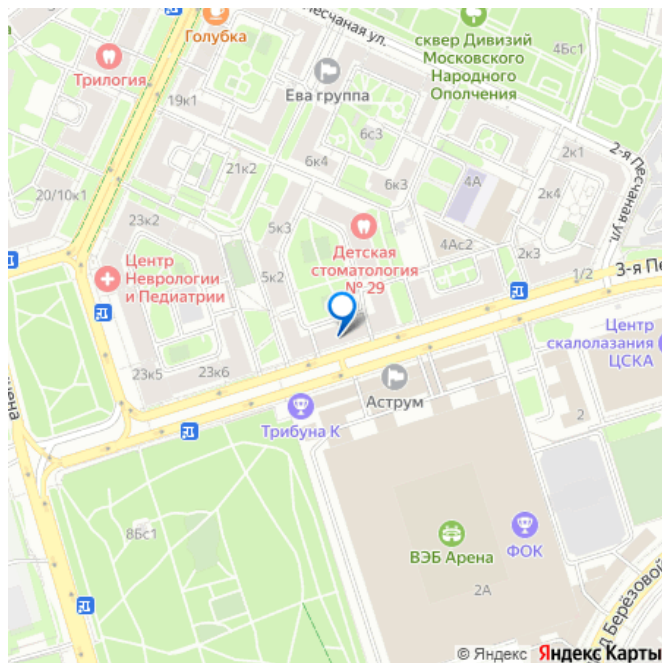 Голубка
Песчаная ул.
сквер Дивизий
Московского
Народного
Ополчения
4Бс1
Трилогия
19к1
Ева группа
6с3
2-я Песчаная ул.
2к1
21к2
6к4
6к3
4А
2к4
20/10к1
23к2
5к3
Детская
стоматология
№ 29
4Ас2
2к3
Центр
Неврологии
и Педиатрии
5к2
1/2
3-я Пе
Центр
скалолазания
ЦСКА
23к5
23к6
Аструм
2
Трибуна К
8Бс1
ВЭБ Арена
ФОК
2А
д Берёзовой
© Яндекс Яндекс Карты